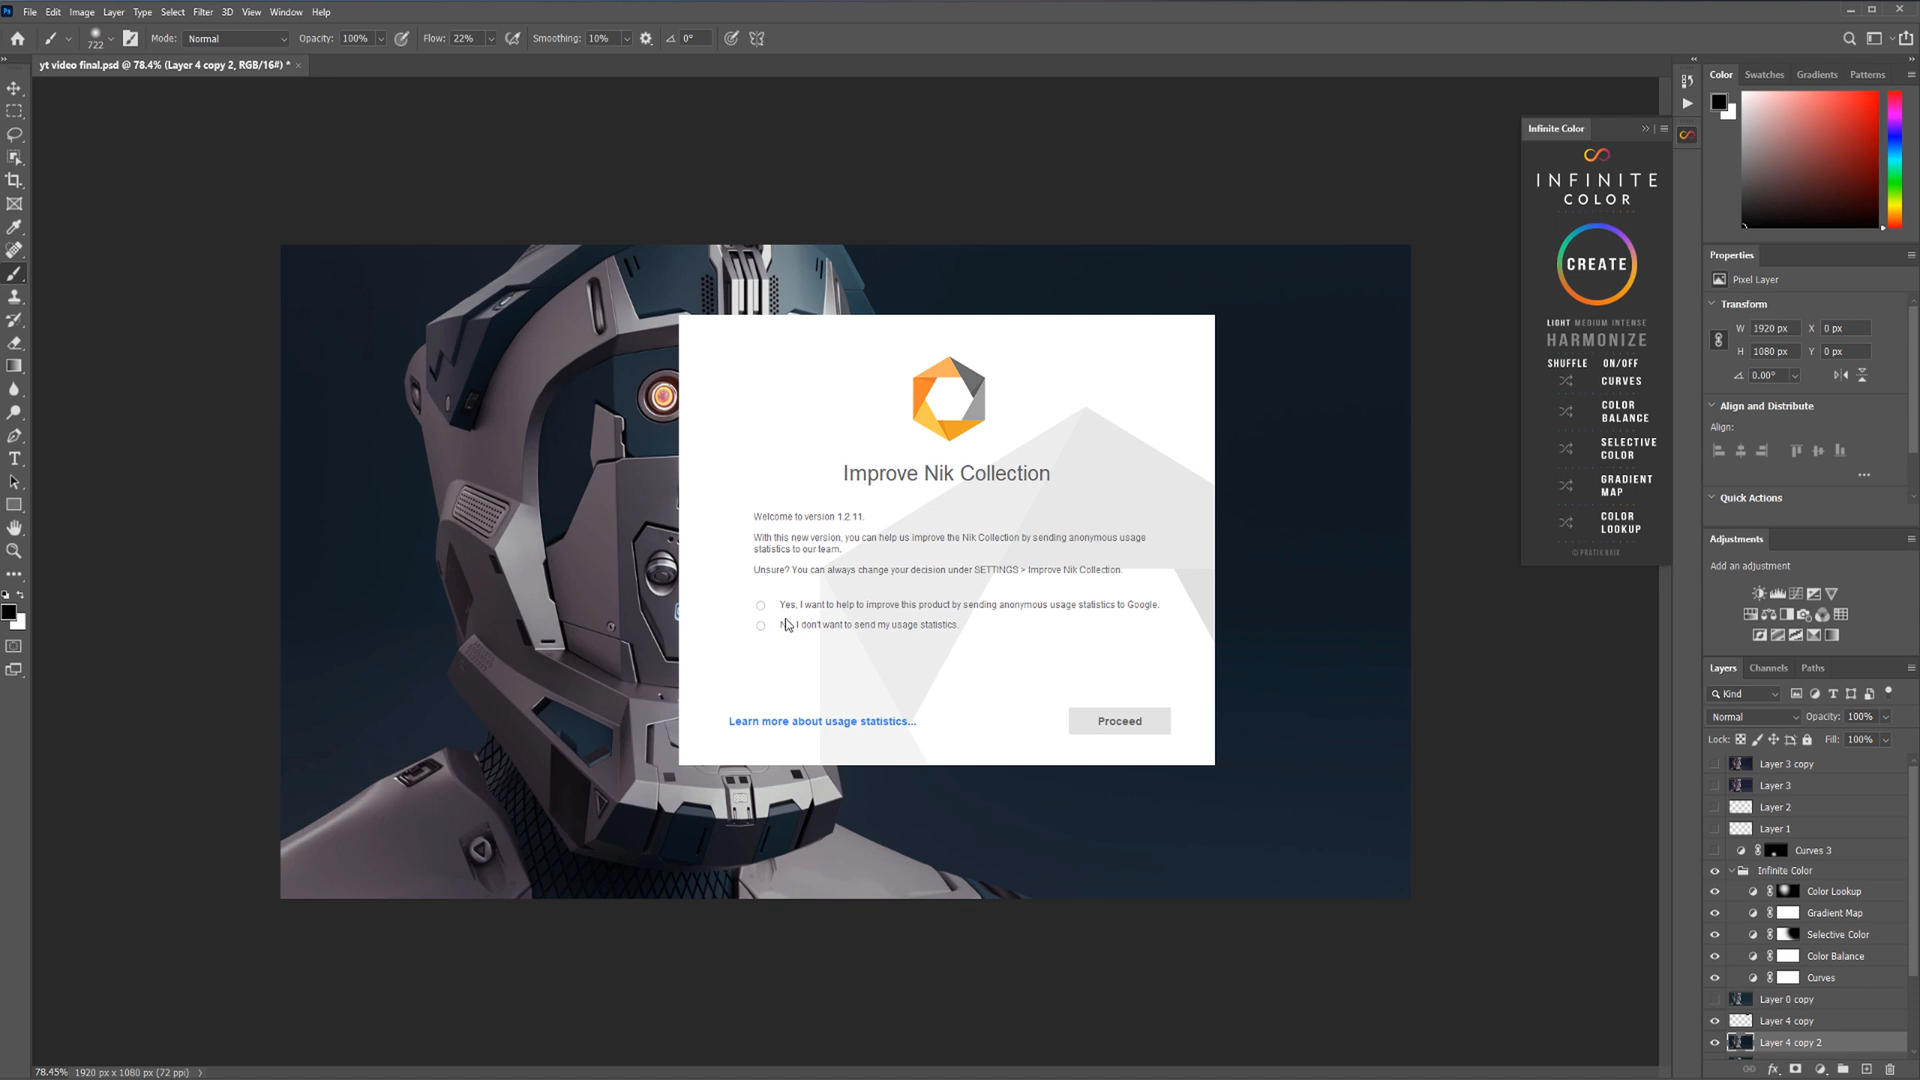 File Edit Image Layer Type Select Filter 3D View Window Help
722 Mode: Normal Opacity: 100% Flow: 22% Smoothing: 10% 0°
yt video final.psd @ 78.4% (Layer 4 copy 2, RGB/16#) * ×
Improve Nik Collection
Welcome to version 1.2.11.
With this new version, you can help us improve the Nik Collection by sending anonymous usage
statistics to our team.
Unsure? You can always change your decision under SETTINGS > Improve Nik Collection.
Yes, I want to help to improve this product by sending anonymous usage statistics to Google.
I don't want to send my usage statistics.
Learn more about usage statistics...
Proceed
Infinite Color
INFINITE
COLOR
CREATE
LIGHT MEDIUM INTENSE
HARMONIZE
SHUFFLE ON/OFF
CURVES
COLOR
BALANCE
SELECTIVE
COLOR
GRADIENT
MAP
COLOR
LOOKUP
© PRATIK NAIK
Color Swatches Gradients Patterns
Properties
Pixel Layer
Transform
W 1920 px X 0 px
H 1080 px Y 0 px
0.00°
Align and Distribute
Align:
Quick Actions
Adjustments
Add an adjustment
Layers Channels Paths
Kind
Normal Opacity: 100%
Lock: Fill: 100%
Layer 3 copy
Layer 3
Layer 2
Layer 1
Curves 3
Infinite Color
Color Lookup
Gradient Map
Selective Color
Color Balance
Curves
Layer 0 copy
Layer 4 copy
Layer 4 copy 2
78.45% 1920 px x 1080 px (72 ppi)